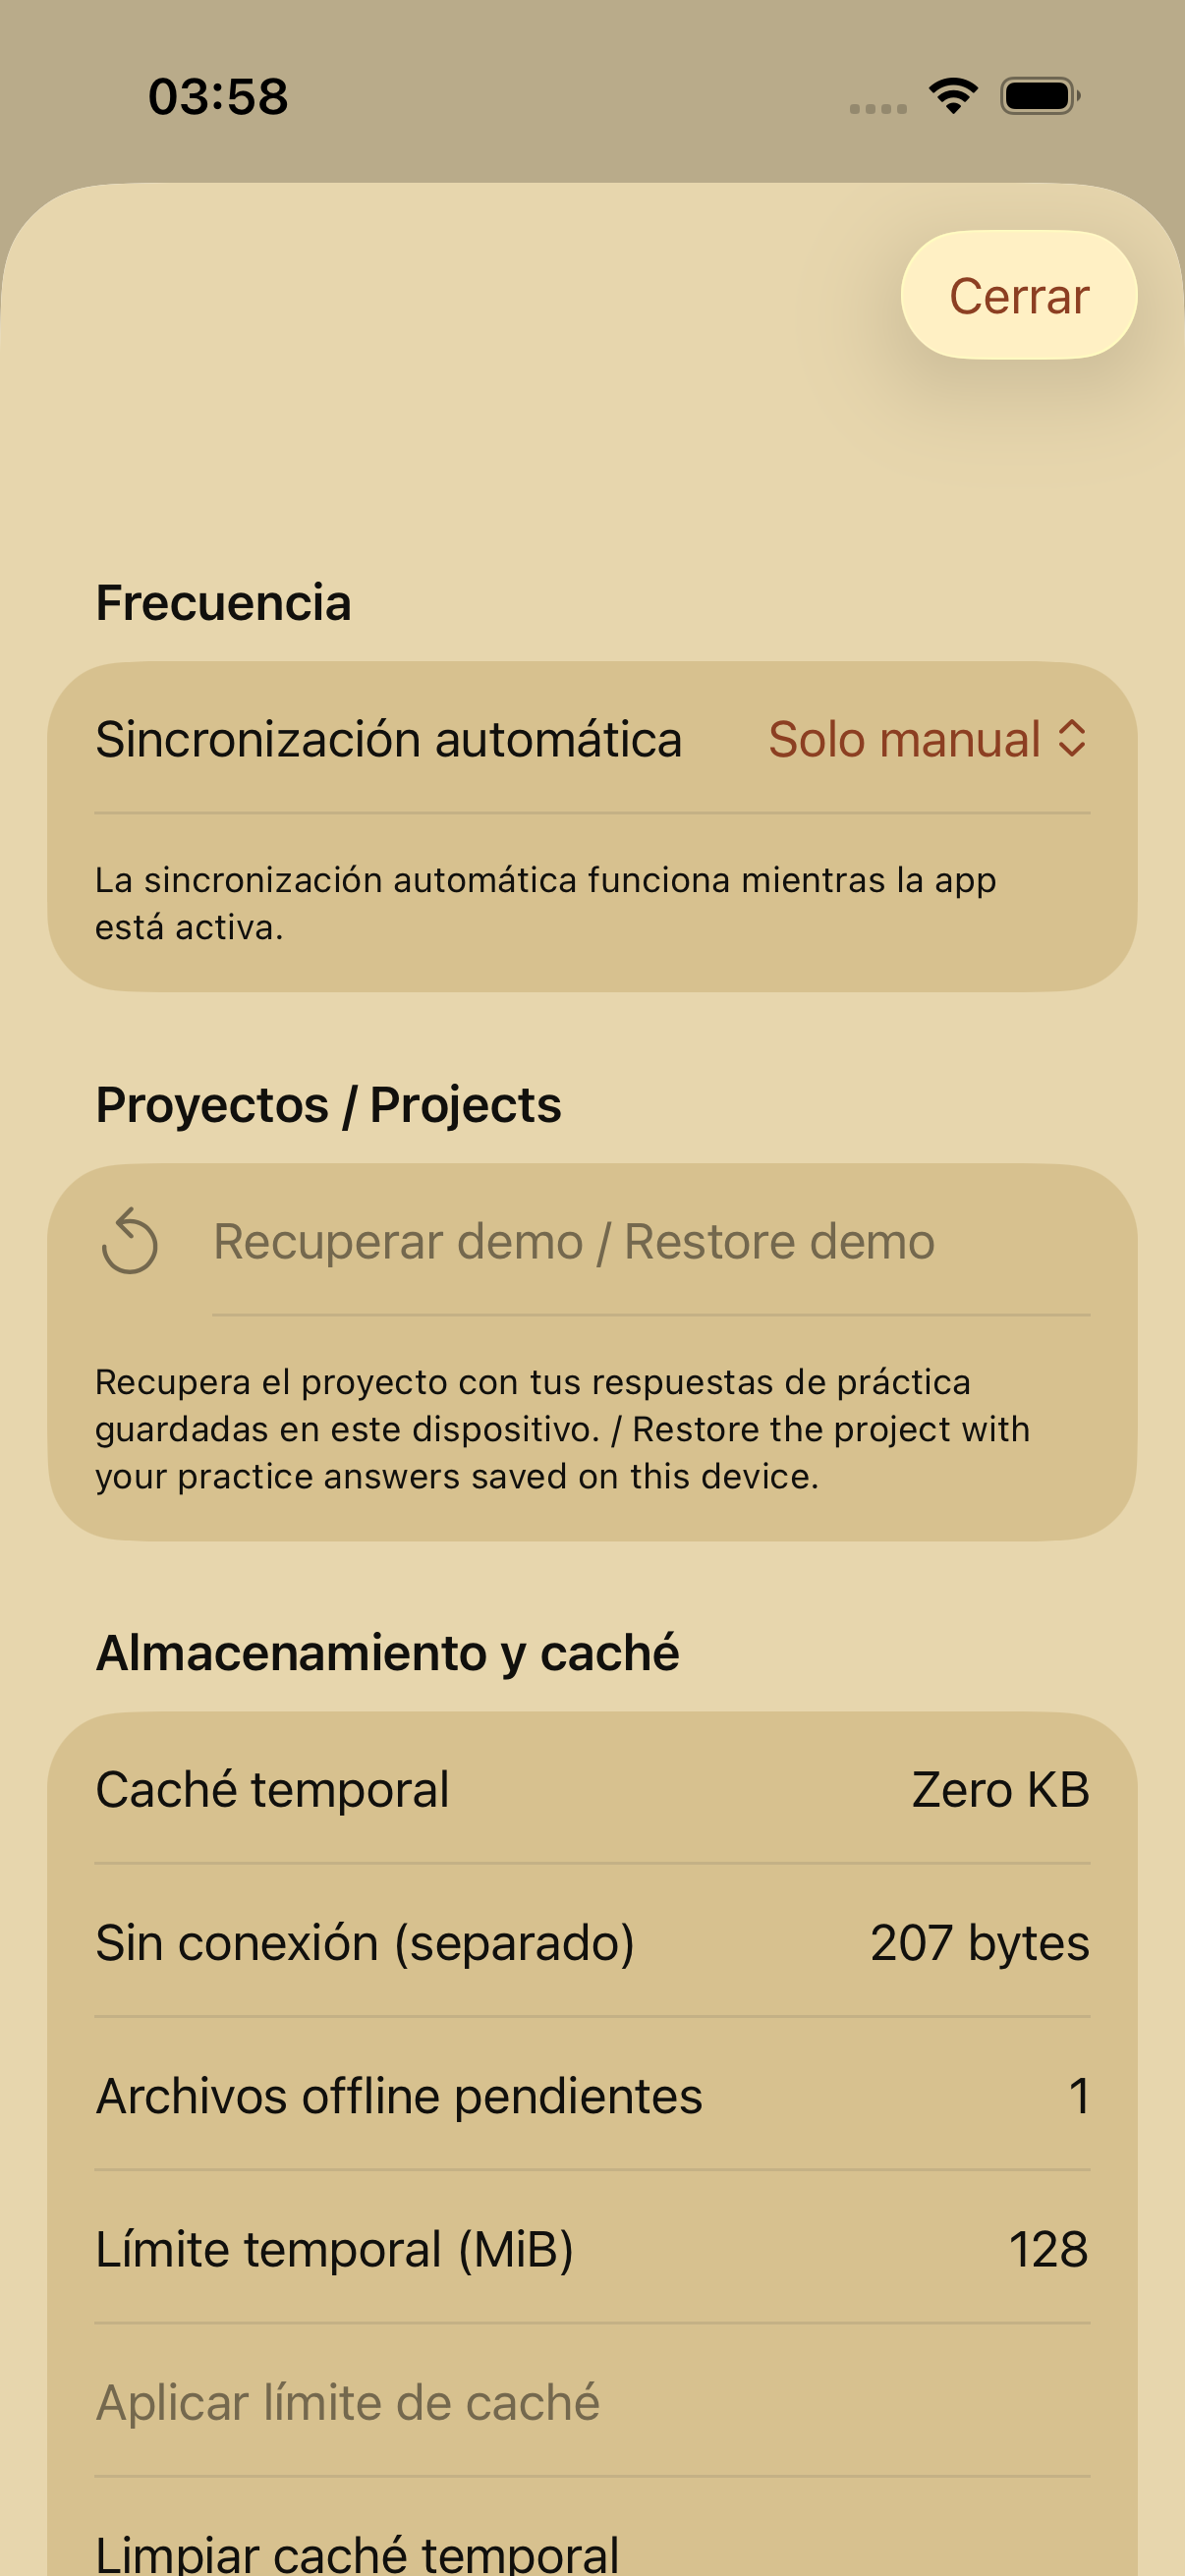 03:58
Cerrar
Frecuencia
Sincronización automática Solo manual
La sincronización automática funciona mientras la app
está activa.
Proyectos / Projects
Recuperar demo / Restore demo
Recupera el proyecto con tus respuestas de práctica
guardadas en este dispositivo. / Restore the project with
your practice answers saved on this device.
Almacenamiento y caché
Caché temporal Zero KB
Sin conexión (separado) 207 bytes
Archivos offline pendientes 1
Límite temporal (MiB) 128
Aplicar límite de caché
Limpiar caché temporal